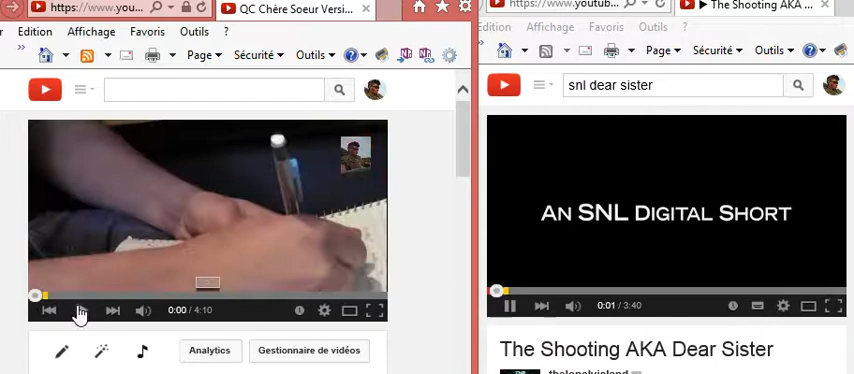 https://www.you...
QC Chère Soeur Versi...
Edition Affichage Favoris Outils ?
Page Sécurité Outils
0:00 / 4:10
Analytics
Gestionnaire de vidéos
https://www.youtub...
The Shooting AKA ...
Edition Affichage Favoris Outils ?
Page Sécurité Outils
snl dear sister
AN SNL DIGITAL SHORT
0:01 / 3:40
The Shooting AKA Dear Sister
thelonelyisland